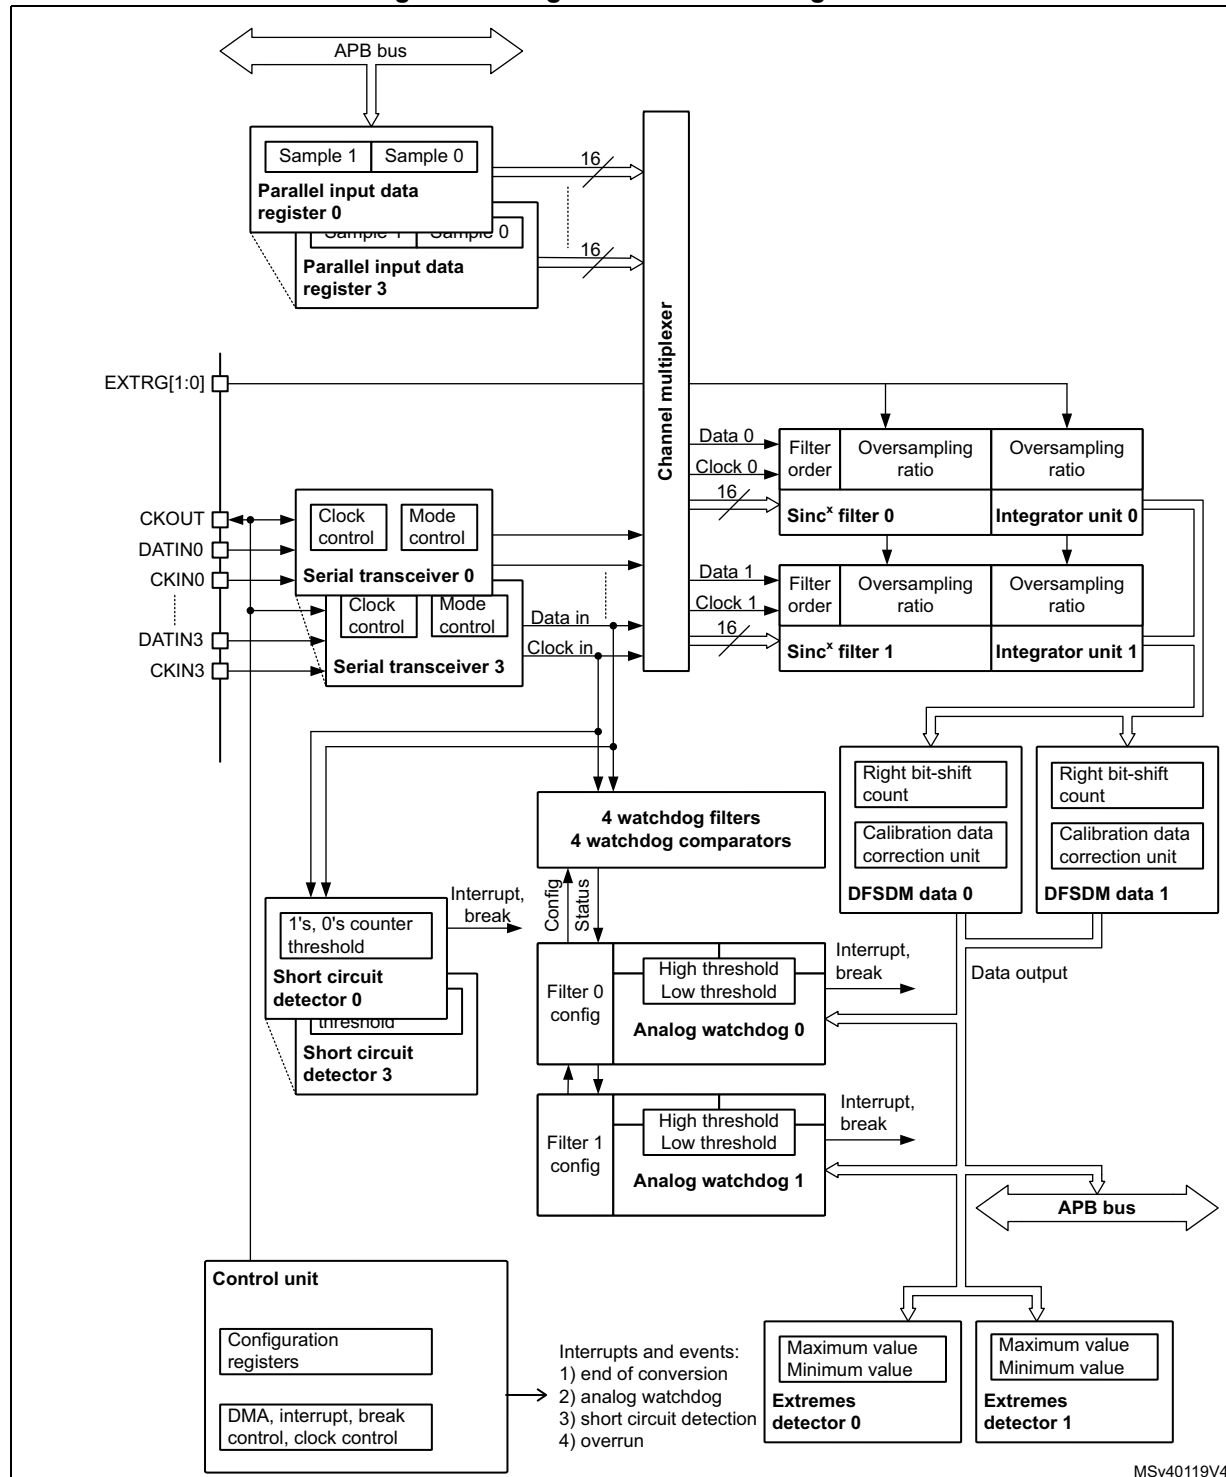 APB bus
Sample 1 Sample 0
Parallel input data
register 0
16
Sample 1 Sample 0
Parallel input data
register 3
16
Channel multiplexer
EXTRG[1:0]
Data 0
Clock 0
16
Filter
order
Oversampling
ratio
Oversampling
ratio
Sincˣ filter 0
Integrator unit 0
CKOUT
DATIN0
CKIN0
DATIN3
CKIN3
Clock
control
Mode
control
Serial transceiver 0
Clock
control
Mode
control
Serial transceiver 3
Data in
Clock in
Data 1
Clock 1
16
Filter
order
Oversampling
ratio
Oversampling
ratio
Sincˣ filter 1
Integrator unit 1
Right bit-shift
count
Calibration data
correction unit
DFSDM data 0
Right bit-shift
count
Calibration data
correction unit
DFSDM data 1
4 watchdog filters
4 watchdog comparators
Config
Status
1's, 0's counter
threshold
Short circuit
detector 0
Interrupt,
break
threshold
Short circuit
detector 3
Filter 0
config
High threshold
Low threshold
Analog watchdog 0
Interrupt,
break
Data output
Filter 1
config
High threshold
Low threshold
Analog watchdog 1
Interrupt,
break
APB bus
Control unit
Configuration
registers
DMA, interrupt, break
control, clock control
Interrupts and events:
1) end of conversion
2) analog watchdog
3) short circuit detection
4) overrun
Maximum value
Minimum value
Extremes
detector 0
Maximum value
Minimum value
Extremes
detector 1
MSv40119V4